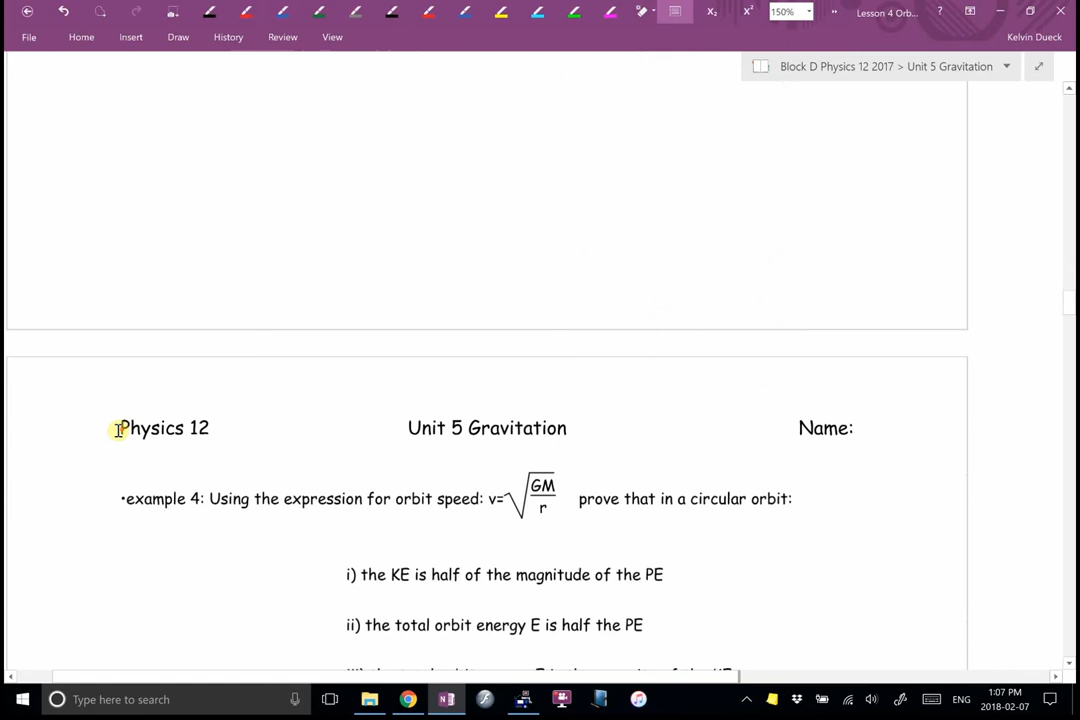 X₂ X² 150% Lesson 4 Orb... ?
File Home Insert Draw History Review View Kelvin Dueck
Block D Physics 12 2017 > Unit 5 Gravitation
Physics 12 Unit 5 Gravitation Name:
•example 4: Using the expression for orbit speed: v=√(GM/r) prove that in a circular orbit:
i) the KE is half of the magnitude of the PE
ii) the total orbit energy E is half the PE
Type here to search ENG 1:07 PM
2018-02-07